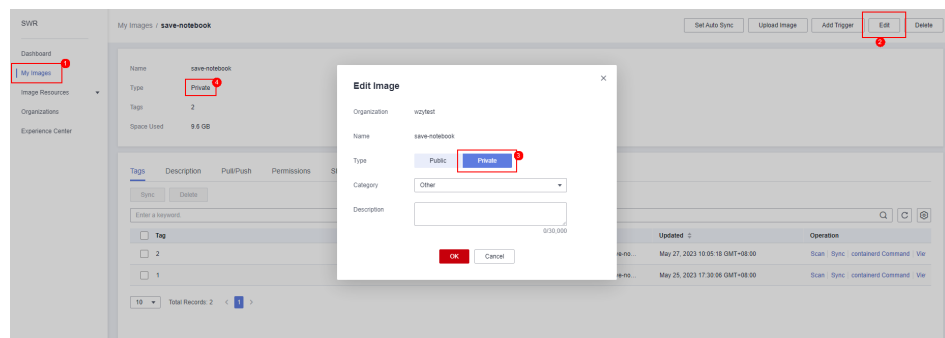 SWR
My Images / save-notebook
Set Auto Sync Upload Image Add Trigger Edit Delete
2
Dashboard
1
My Images
Image Resources
Organizations
Experience Center
Name save-notebook
4
Type Private
Tags 2
Space Used 9.6 GB
Edit Image
Organization wzytest
Name save-notebook
Type Public Private
3
Category Other
Description
0/30,000
OK Cancel
Tags Description Pull/Push Permissions
Sync Delete
Enter a keyword.
Tag Updated Operation
2 May 27, 2023 10:05:18 GMT+08:00 Scan Sync containerd Command Vie
1 May 25, 2023 17:30:06 GMT+08:00 Scan Sync containerd Command Vie
10 Total Records: 2 < 1 >